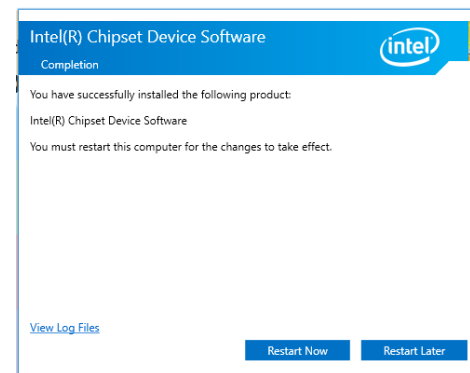 Intel(R) Chipset Device Software
intel
Completion
You have successfully installed the following product:
Intel(R) Chipset Device Software
You must restart this computer for the changes to take effect.
View Log Files
Restart Now
Restart Later